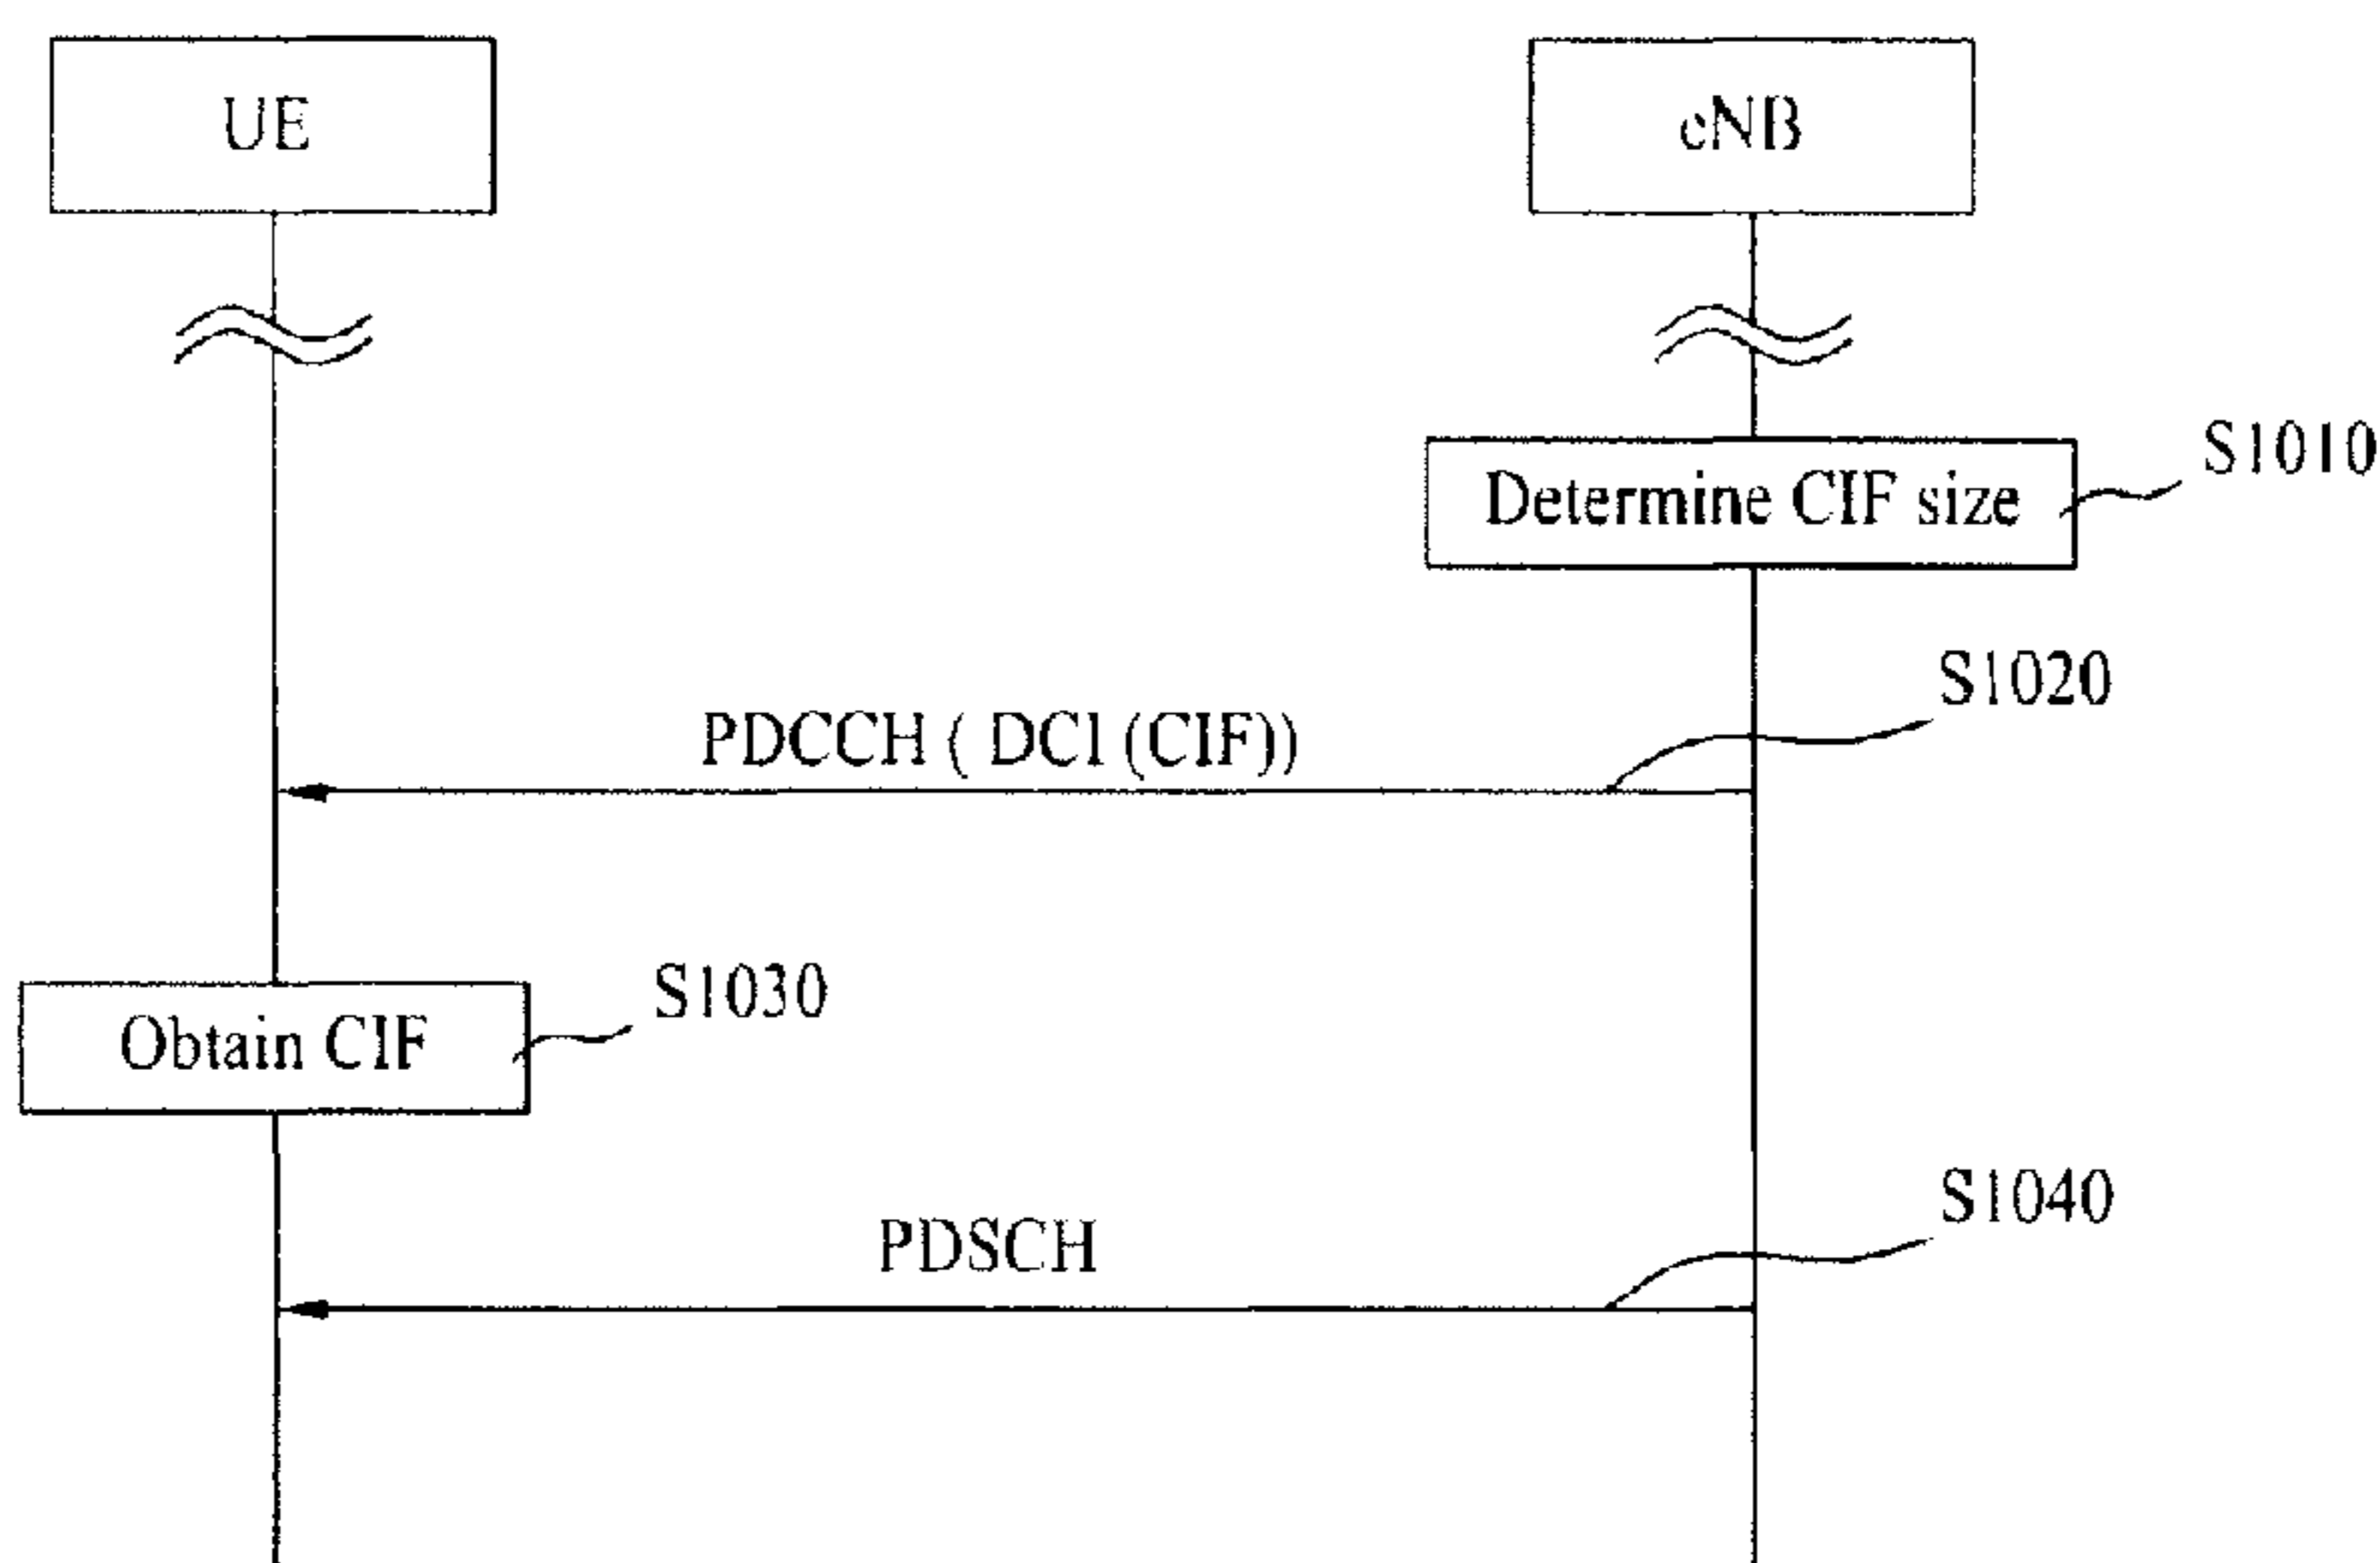 UE
eNB
S1010
Determine CIF size
S1020
PDCCH ( DCI (CIF))
S1030
Obtain CIF
S1040
PDSCH